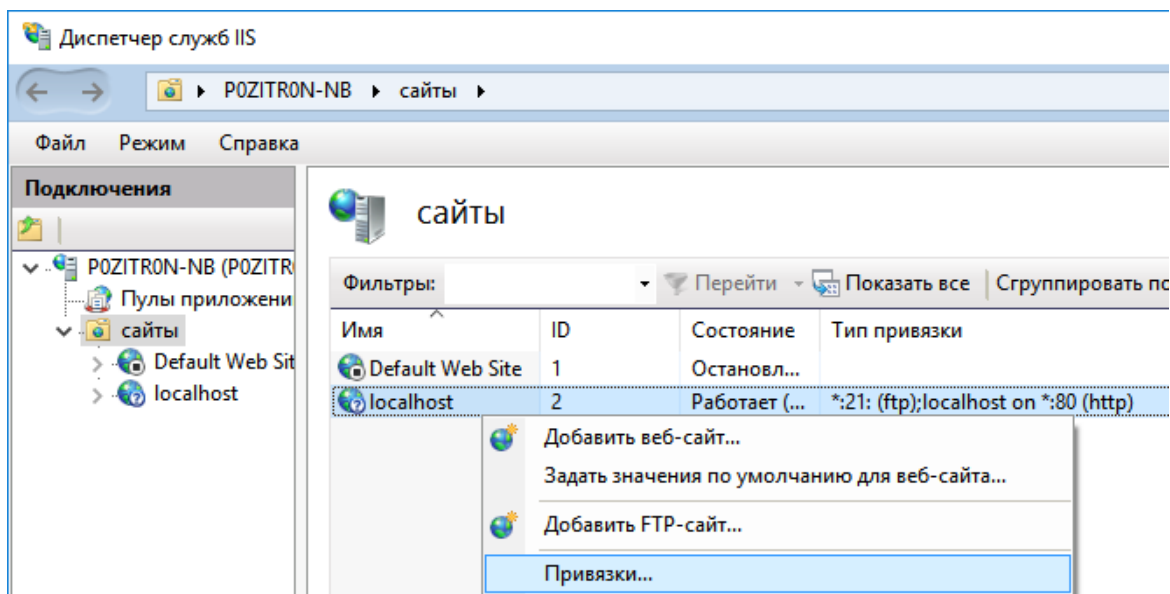 Диспетчер служб IIS
P0ZITR0N-NB сайты
Файл Режим Справка
Подключения
P0ZITR0N-NB (P0ZITR
Пулы приложени
сайты
Default Web Sit
localhost
сайты
Фильтры: Перейти Показать все Сгруппировать по
Имя ID Состояние Тип привязки
Default Web Site 1 Остановл...
localhost 2 Работает (... *:21: (ftp);localhost on *:80 (http)
Добавить веб-сайт...
Задать значения по умолчанию для веб-сайта...
Добавить FTP-сайт...
Привязки...